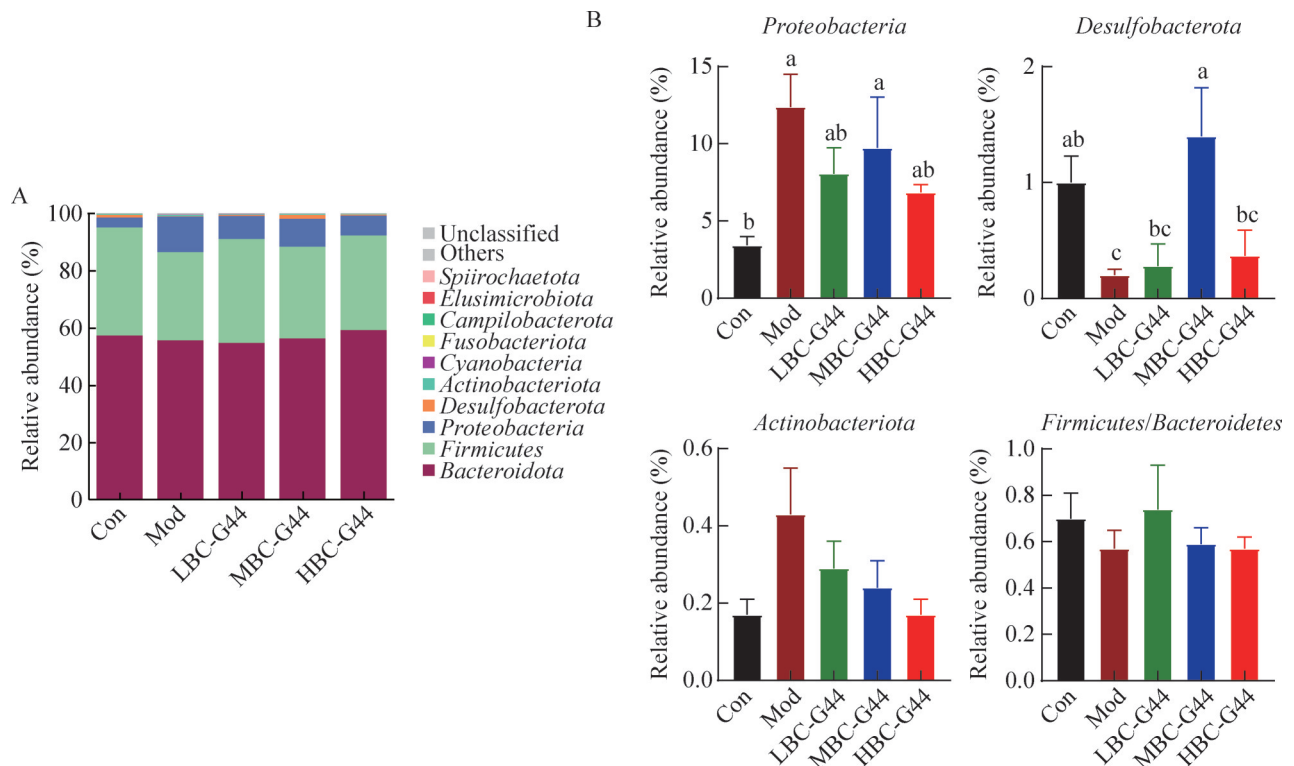 A
Relative abundance (%)
100
80
60
40
20
0
Con
Mod
LBC-G44
MBC-G44
HBC-G44
Unclassified
Others
Spiirochaetota
Elusimicrobiota
Campilobacterota
Fusobacteriota
Cyanobacteria
Actinobacteriota
Desulfobacterota
Proteobacteria
Firmicutes
Bacteroidota
B
Proteobacteria
Relative abundance (%)
15
10
5
0
b
a
ab
a
ab
Con
Mod
LBC-G44
MBC-G44
HBC-G44
Desulfobacterota
Relative abundance (%)
2
1
0
ab
c
bc
a
bc
Con
Mod
LBC-G44
MBC-G44
HBC-G44
Actinobacteriota
Relative abundance (%)
0.6
0.4
0.2
0.0
Con
Mod
LBC-G44
MBC-G44
HBC-G44
Firmicutes/Bacteroidetes
Relative abundance (%)
1.0
0.8
0.6
0.4
0.2
0.0
Con
Mod
LBC-G44
MBC-G44
HBC-G44